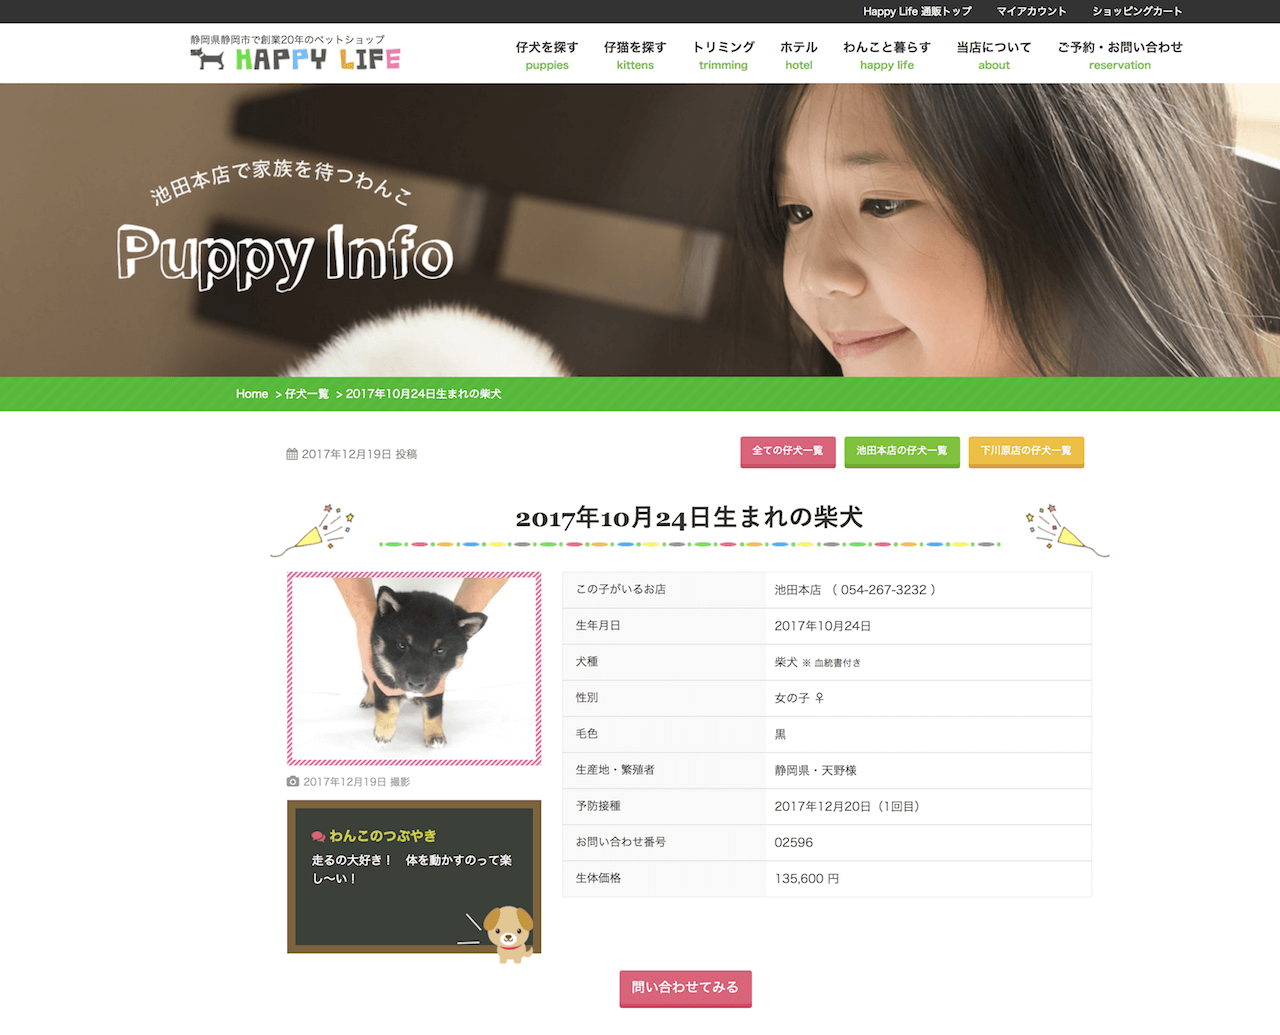 Happy Life 通販トップ マイアカウント ショッピングカート
静岡県静岡市で創業20年のペットショップ
HAPPY LIFE
仔犬を探す 仔猫を探す トリミング ホテル わんこと暮らす 当店について ご予約・お問い合わせ
puppies kittens trimming hotel happy life about reservation
池田本店で家族を待つわんこ
Puppy Info
Home > 仔犬一覧 > 2017年10月24日生まれの柴犬
2017年12月19日 投稿
全ての仔犬一覧 池田本店の仔犬一覧 下川原店の仔犬一覧
2017年10月24日生まれの柴犬
この子がいるお店 池田本店 （ 054-267-3232 ）
生年月日 2017年10月24日
犬種 柴犬 ※ 血統書付き
性別 女の子 ♀
毛色 黒
生産地・繁殖者 静岡県・天野様
予防接種 2017年12月20日（1回目）
お問い合わせ番号 02596
生体価格 135,600 円
2017年12月19日 撮影
わんこのつぶやき
走るの大好き！　体を動かすのって楽
し〜い！
問い合わせてみる